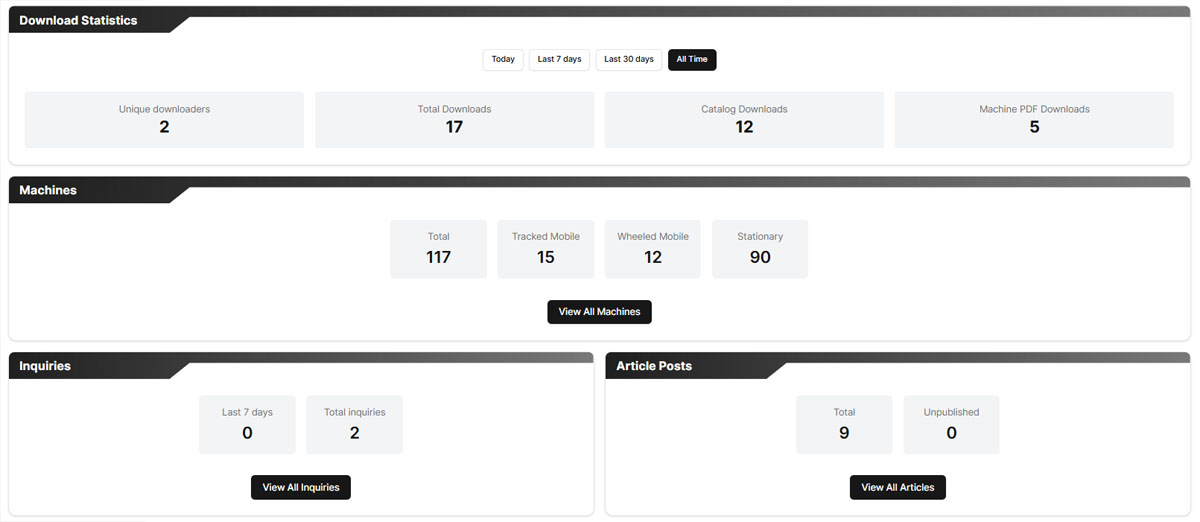 Download Statistics
Today Last 7 days Last 30 days All Time
Unique downloaders Total Downloads Catalog Downloads Machine PDF Downloads
2 17 12 5
Machines
Total Tracked Mobile Wheeled Mobile Stationary
117 15 12 90
View All Machines
Inquiries
Last 7 days Total inquiries
0 2
View All Inquiries
Article Posts
Total Unpublished
9 0
View All Articles